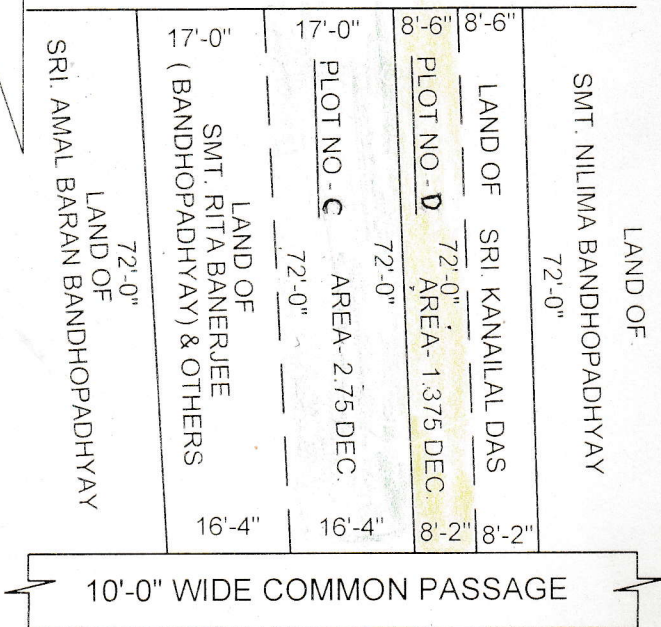 17'-0"
17'-0"
8'-6"
8'-6"
LAND OF
SRI. AMAL BARAN BANDHOPADHYAY
72'-0"
LAND OF
SMT. RITA BANERJEE
( BANDHOPADHYAY) & OTHERS
72'-0"
PLOT NO - C AREA- 2.75 DEC.
72'-0"
PLOT NO - D AREA- 1.375 DEC.
72'-0"
LAND OF SRI. KANAILAL DAS
72'-0"
LAND OF
SMT. NILIMA BANDHOPADHYAY
16'-4"
16'-4"
8'-2"
8'-2"
10'-0" WIDE COMMON PASSAGE